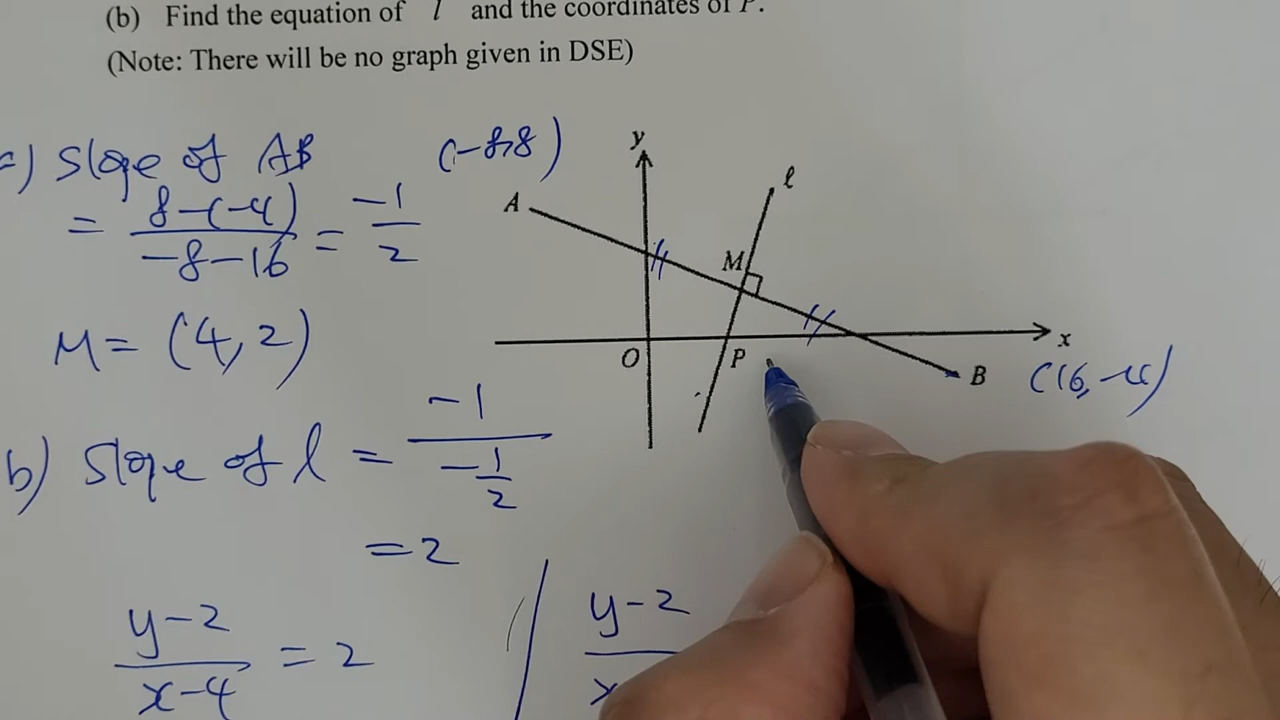 (b) Find the equation of l and the coordinates of P.
(Note: There will be no graph given in DSE)
a) slope of AB
= 8-(-4) / -8-16 = -1/2
M = (4,2)
(-8,8)
y
A
l
M
O
P
x
B (16,-4)
b) slope of l = -1 / -1/2
= 2
y-2 / x-4 = 2
y-2
x